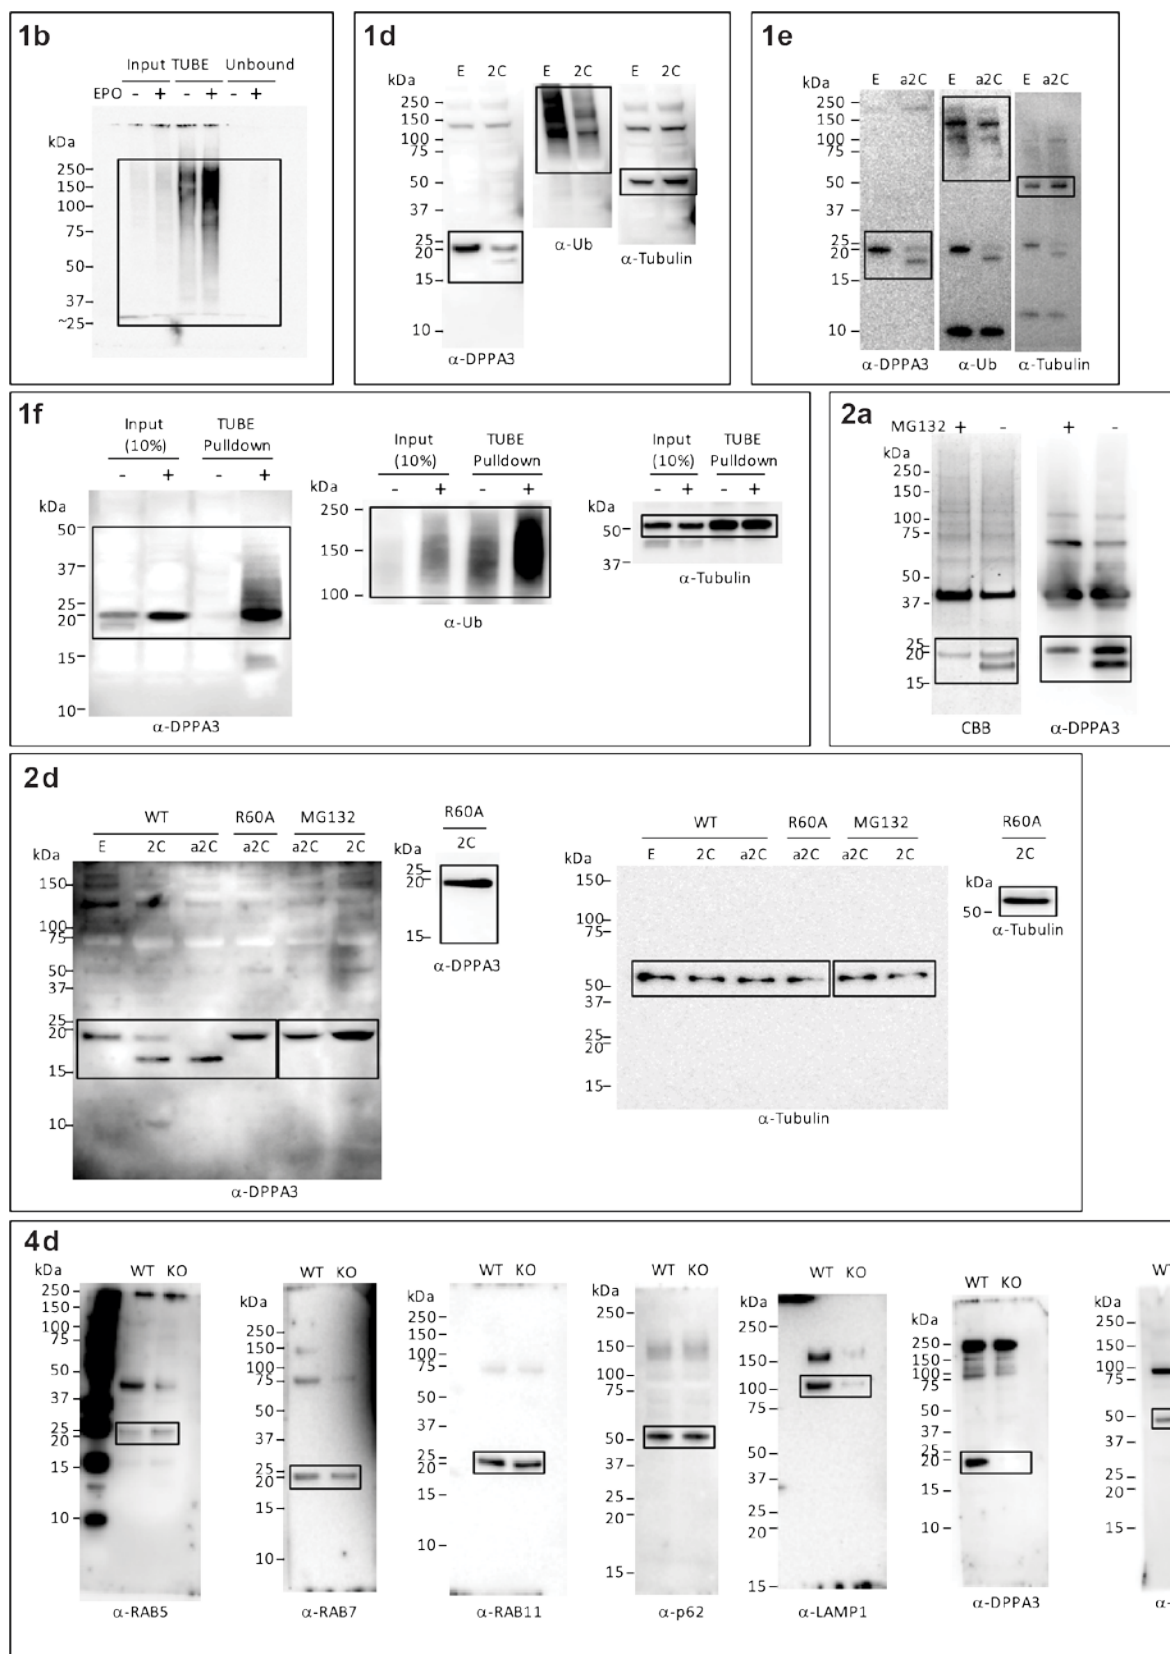 1b
Input TUBE Unbound
EPO - + - + - +
kDa
250
150
100
75
50
37
~25
1d
E 2C E 2C E 2C
kDa
250
150
100
75
50
37
25
20
15
10
α-DPPA3
α-Ub
α-Tubulin
1e
E a2C E a2C E a2C
kDa
250
150
100
75
50
37
25
20
15
10
α-DPPA3
α-Ub
α-Tubulin
1f
Input TUBE
(10%) Pulldown
- + - +
kDa
50
37
25
20
15
10
α-DPPA3
Input TUBE
(10%) Pulldown
kDa - + - +
250
150
100
α-Ub
Input TUBE
(10%) Pulldown
kDa - + - +
50
37
α-Tubulin
2a
MG132 + - + -
kDa
250
150
100
75
50
37
25
20
15
CBB
α-DPPA3
2d
WT R60A MG132
E 2C a2C a2C a2C 2C
kDa
150
100
75
50
37
25
20
15
10
α-DPPA3
R60A
2C
kDa
25
20
15
α-DPPA3
WT R60A MG132
E 2C a2C a2C a2C 2C
kDa
150
100
75
50
37
25
20
15
α-Tubulin
R60A
2C
kDa
50
α-Tubulin
4d
WT KO
kDa
250
150
100
75
50
37
25
20
15
10
α-RAB5
WT KO
kDa
250
150
100
75
50
37
25
20
15
10
α-RAB7
WT KO
kDa
250
150
100
75
50
37
25
20
15
10
α-RAB11
WT KO
kDa
250
150
100
75
50
37
25
20
15
α-p62
WT KO
kDa
250
150
100
50
37
25
20
15
α-LAMP1
WT KO
kDa
250
150
100
75
50
37
25
20
15
10
α-DPPA3
kDa
250
150
100
75
50
37
25
20
15